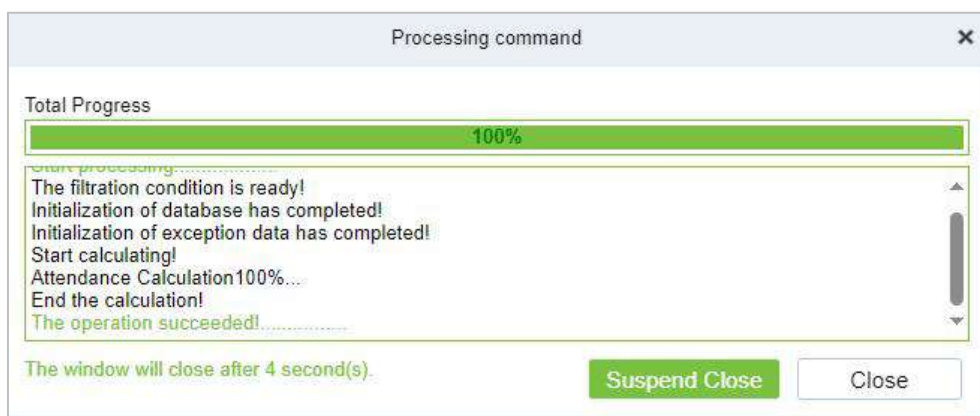 Processing command
Total Progress
100%
Start processing...................
The filtration condition is ready!
Initialization of database has completed!
Initialization of exception data has completed!
Start calculating!
Attendance Calculation100%...
End the calculation!
The operation succeeded!.................
The window will close after 4 second(s).
Suspend Close
Close